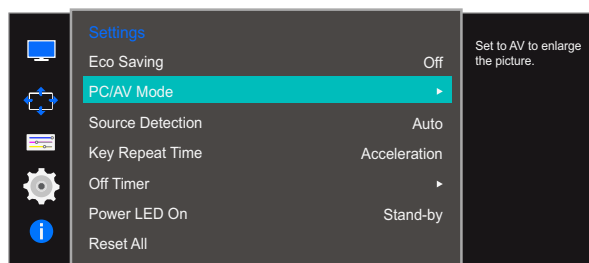 Settings
Eco Saving Off
PC/AV Mode
Source Detection Auto
Key Repeat Time Acceleration
Off Timer
Power LED On Stand-by
Reset All
Set to AV to enlarge
the picture.